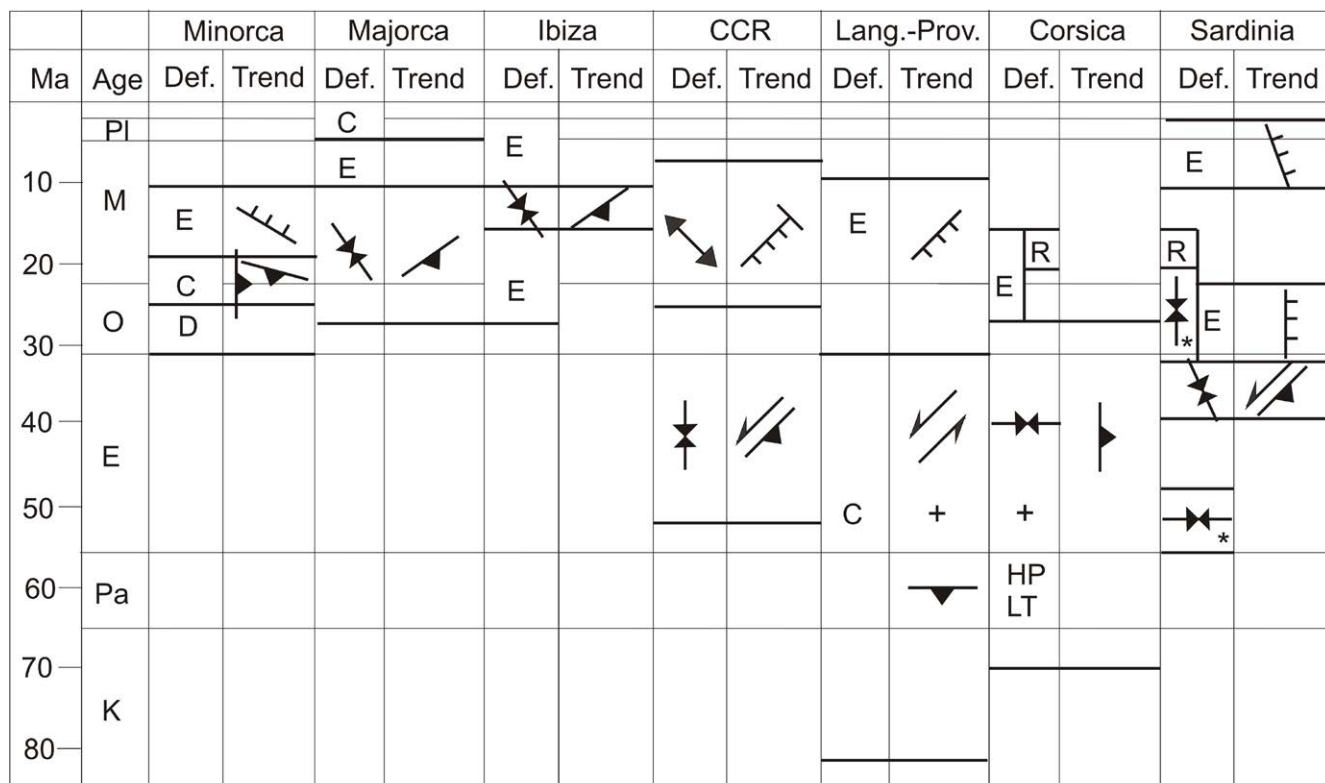 Minorca Majorca Ibiza CCR Lang.-Prov. Corsica Sardinia
Ma Age Def. Trend Def. Trend Def. Trend Def. Trend Def. Trend Def. Trend Def. Trend
Pl C
E
E E
10
M
E E
R R
20
C E E
E
O D
*
30
40
E
50 C + + *
60 Pa HP
LT
70
K
80